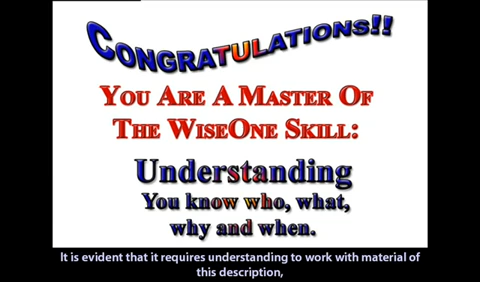 CONGRATULATIONS!!
YOU ARE A MASTER OF
THE WISEONE SKILL:
Understanding
You know who, what,
why and when.
It is evident that it requires understanding to work with material of
this description,